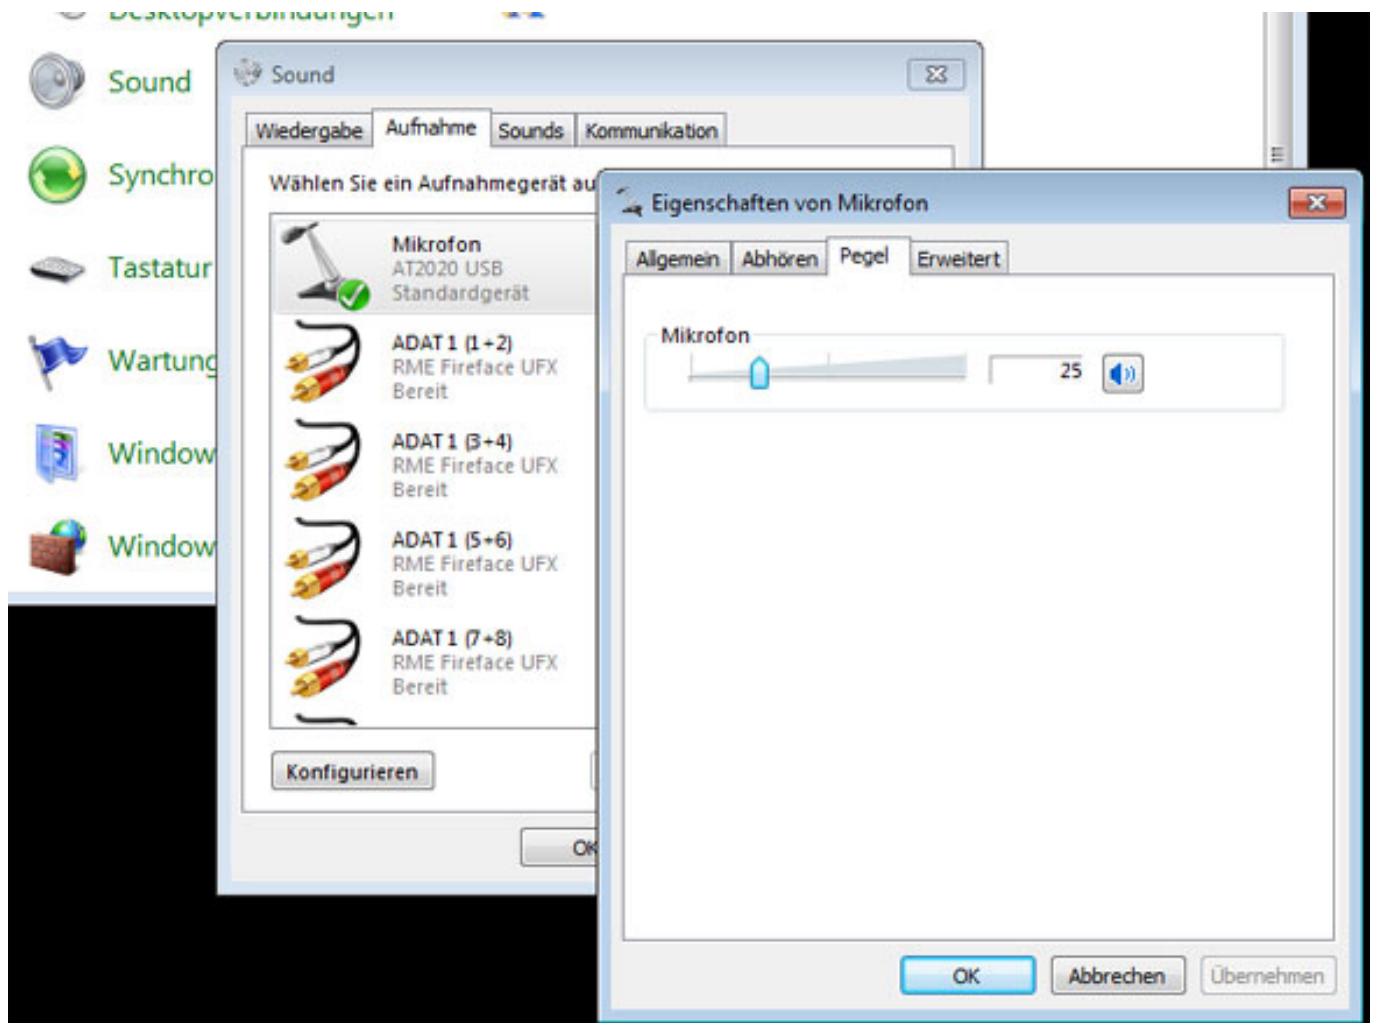 Desktopverbindungen
Sound
Synchro
Tastatur
Wartung
Window
Window
Sound
Wiedergabe Aufnahme Sounds Kommunikation
Wählen Sie ein Aufnahmegerät au
Mikrofon
AT2020 USB
Standardgerät
ADAT 1 (1+2)
RME Fireface UFX
Bereit
ADAT 1 (3+4)
RME Fireface UFX
Bereit
ADAT 1 (5+6)
RME Fireface UFX
Bereit
ADAT 1 (7+8)
RME Fireface UFX
Bereit
Konfigurieren
OK
Eigenschaften von Mikrofon
Allgemein Abhören Pegel Erweitert
Mikrofon
25
OK Abbrechen Übernehmen